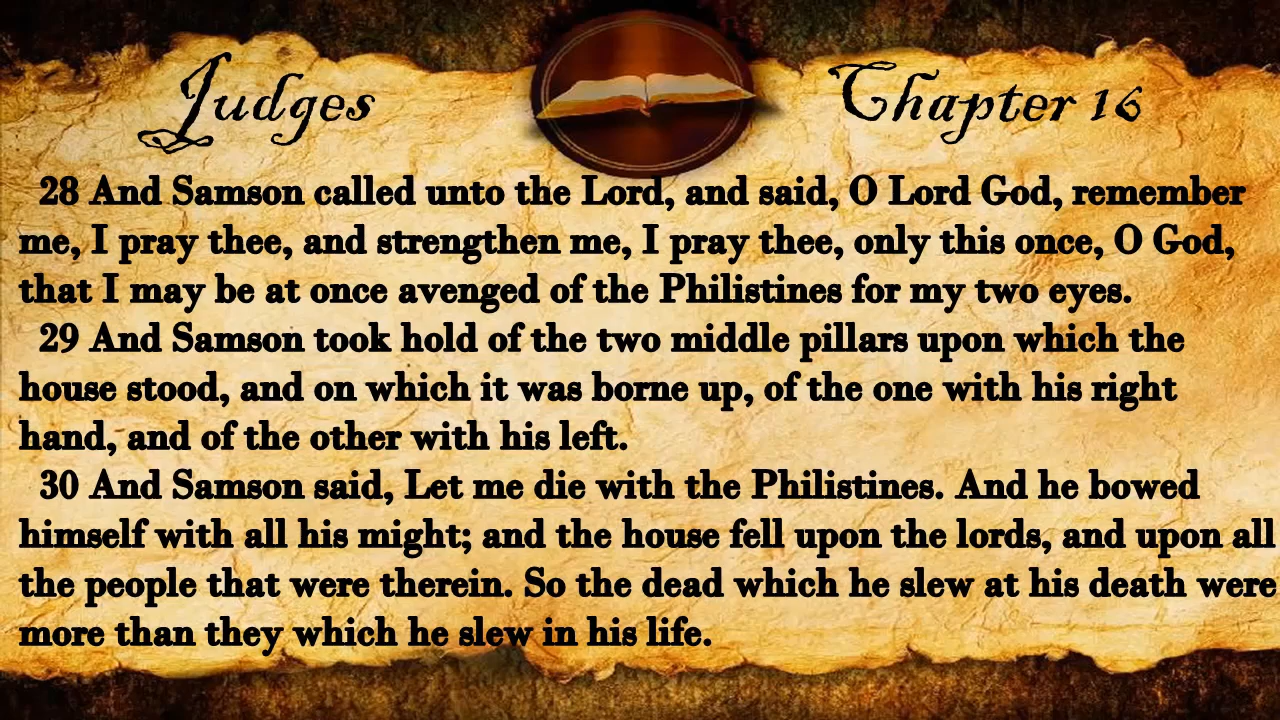 Judges Chapter 16
28 And Samson called unto the Lord, and said, O Lord God, remember
me, I pray thee, and strengthen me, I pray thee, only this once, O God,
that I may be at once avenged of the Philistines for my two eyes.
29 And Samson took hold of the two middle pillars upon which the
house stood, and on which it was borne up, of the one with his right
hand, and of the other with his left.
30 And Samson said, Let me die with the Philistines. And he bowed
himself with all his might; and the house fell upon the lords, and upon all
the people that were therein. So the dead which he slew at his death were
more than they which he slew in his life.